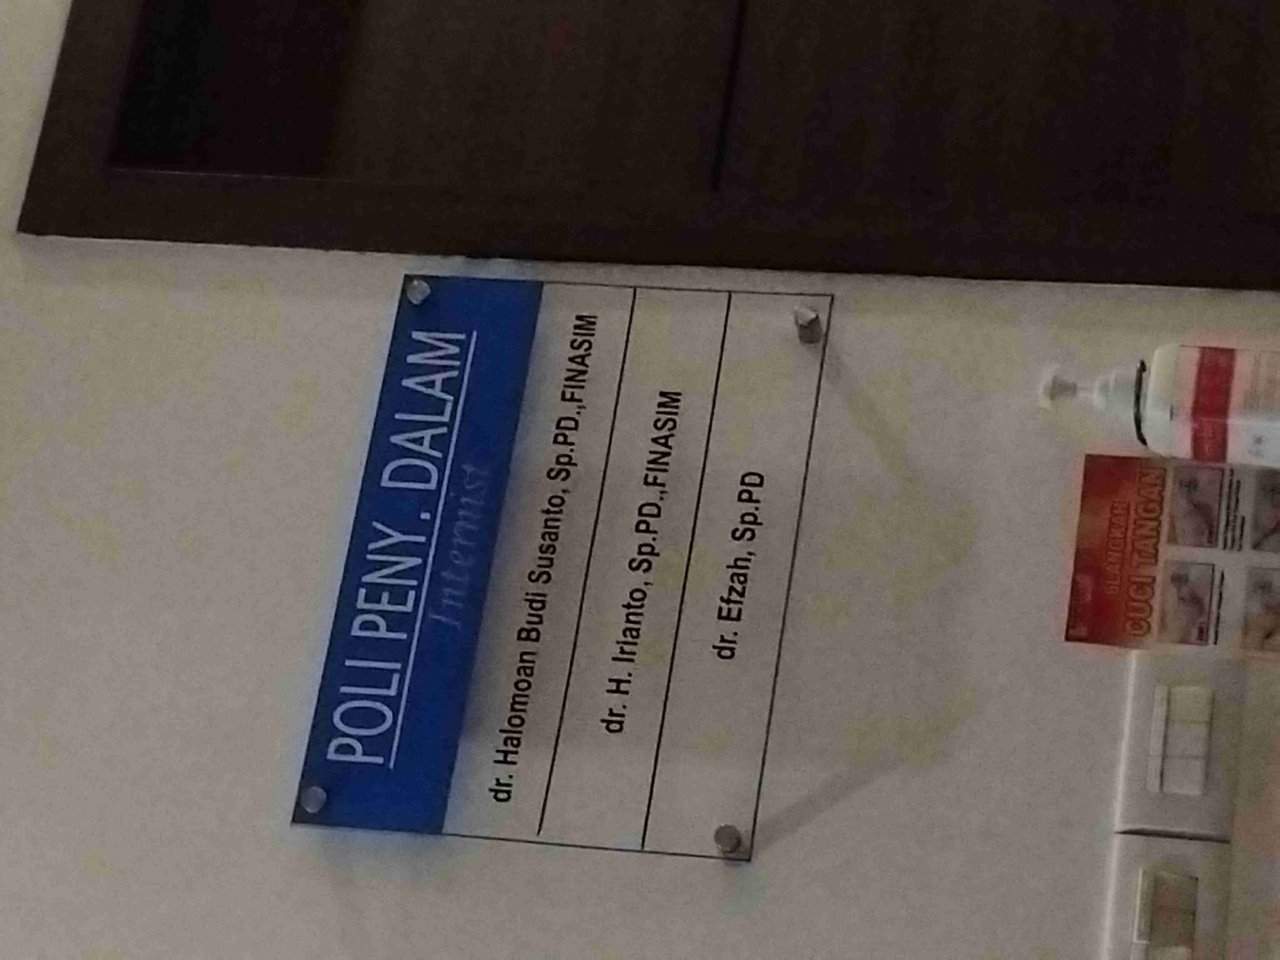 POLI PENY. DALAM
Internist
dr. Halomoan Budi Susanto, Sp.PD.,FINASIM
dr. H. Irianto, Sp.PD.,FINASIM
dr. Efzah, Sp.PD
CUCI TANGAN